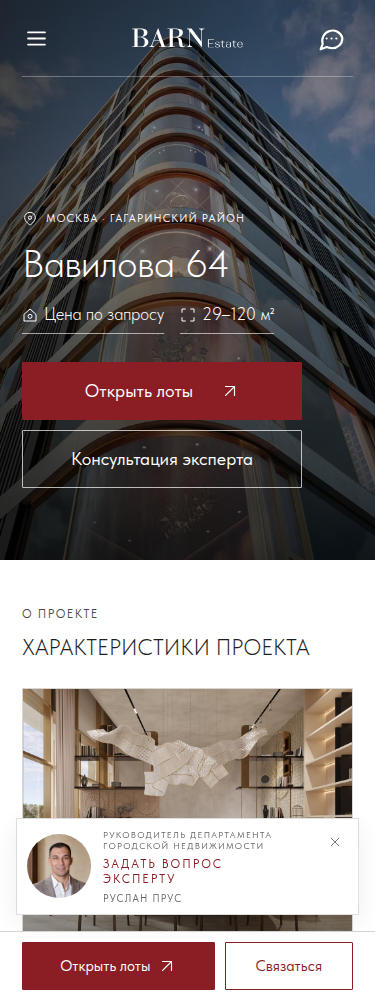 BARN Estate
МОСКВА · ГАГАРИНСКИЙ РАЙОН
Вавилова 64
Цена по запросу 29–120 м²
Открыть лоты
Консультация эксперта
О ПРОЕКТЕ
ХАРАКТЕРИСТИКИ ПРОЕКТА
РУКОВОДИТЕЛЬ ДЕПАРТАМЕНТА
ГОРОДСКОЙ НЕДВИЖИМОСТИ
ЗАДАТЬ ВОПРОС
ЭКСПЕРТУ
РУСЛАН ПРУС
Открыть лоты Связаться